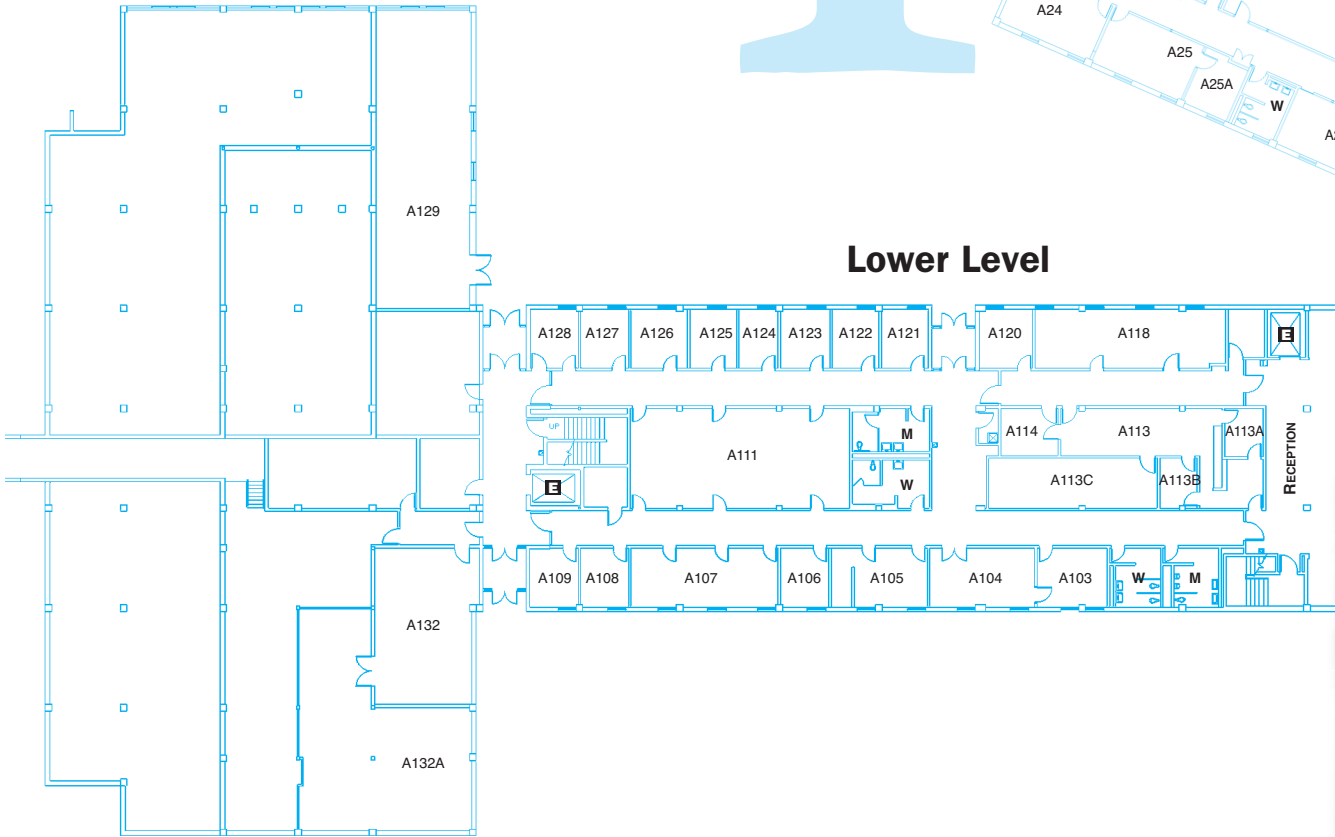 A24
A25
A25A
W
A129
Lower Level
A128 A127 A126 A125 A124 A123 A122 A121 A120 A118 E
UP
M
A114 A113 A113A
A111
RECEPTION
A113C A113B
W
E
A109 A108 A107 A106 A105 A104 A103 W M
A132
A132A